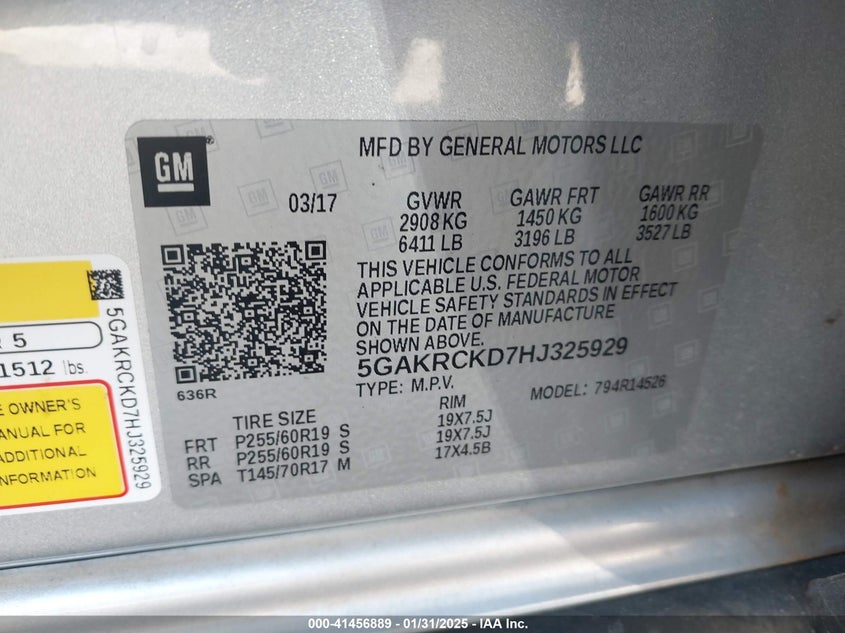 GM
MFD BY GENERAL MOTORS LLC
03/17
GVWR GAWR FRT GAWR RR
2908 KG 1450 KG 1600 KG
6411 LB 3196 LB 3527 LB
THIS VEHICLE CONFORMS TO ALL
APPLICABLE U.S. FEDERAL MOTOR
VEHICLE SAFETY STANDARDS IN EFFECT
ON THE DATE OF MANUFACTURE
SHOWN ABOVE.
5GAKRCKD7HJ325929
TYPE: M.P.V. MODEL: 794R14526
636R
TIRE SIZE RIM
FRT P255/60R19 S 19X7.5J
RR P255/60R19 S 19X7.5J
SPA T145/70R17 M 17X4.5B
5
1512 lbs.
E OWNER'S
MANUAL FOR
ADDITIONAL
INFORMATION
5GAKRCKD7HJ325929
000-41456889 - 01/31/2025 - IAA Inc.